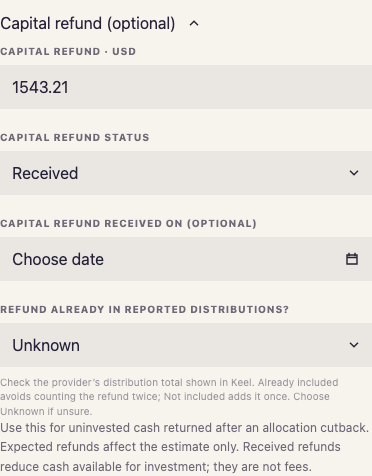 Capital refund (optional)
CAPITAL REFUND · USD
1543.21
CAPITAL REFUND STATUS
Received
CAPITAL REFUND RECEIVED ON (OPTIONAL)
Choose date
REFUND ALREADY IN REPORTED DISTRIBUTIONS?
Unknown
Check the provider's distribution total shown in Keel. Already included
avoids counting the refund twice; Not included adds it once. Choose
Unknown if unsure.
Use this for uninvested cash returned after an allocation cutback.
Expected refunds affect the estimate only. Received refunds
reduce cash available for investment; they are not fees.